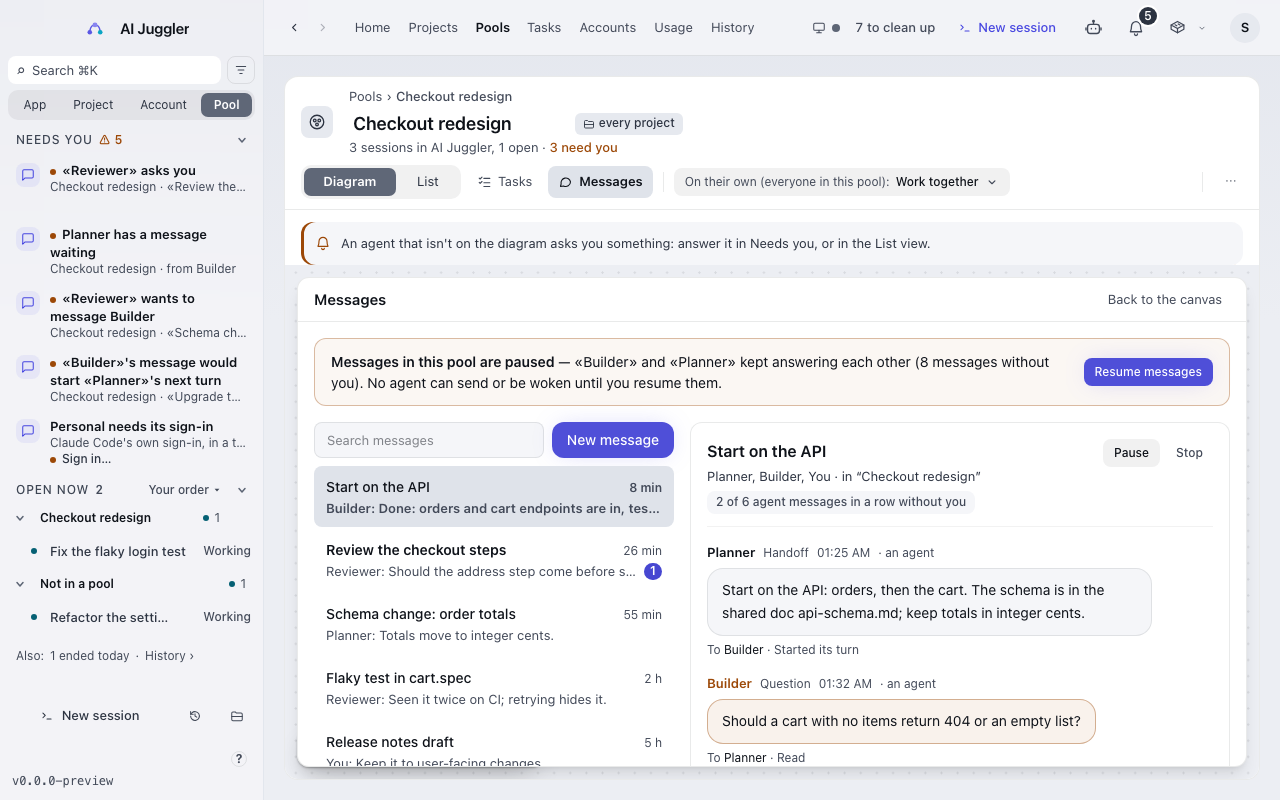 AI Juggler
Search ⌘K
App Project Account Pool
NEEDS YOU 5
«Reviewer» asks you
Checkout redesign · «Review the…
Planner has a message
waiting
Checkout redesign · from Builder
«Reviewer» wants to
message Builder
Checkout redesign · «Schema ch…
«Builder»'s message would
start «Planner»'s next turn
Checkout redesign · «Upgrade t…
Personal needs its sign-in
Claude Code's own sign-in, in a t…
Sign in…
OPEN NOW 2 Your order
Checkout redesign 1
Fix the flaky login test Working
Not in a pool 1
Refactor the setti… Working
Also: 1 ended today · History ›
New session
?
v0.0.0-preview
Home Projects Pools Tasks Accounts Usage History
7 to clean up
New session
5
S
Pools › Checkout redesign
Checkout redesign every project
3 sessions in AI Juggler, 1 open · 3 need you
Diagram List Tasks Messages On their own (everyone in this pool): Work together …
An agent that isn't on the diagram asks you something: answer it in Needs you, or in the List view.
Messages Back to the canvas
Messages in this pool are paused — «Builder» and «Planner» kept answering each other (8 messages without
you). No agent can send or be woken until you resume them.
Resume messages
Search messages New message
Start on the API 8 min
Builder: Done: orders and cart endpoints are in, tes…
Review the checkout steps 26 min
Reviewer: Should the address step come before s… 1
Schema change: order totals 55 min
Planner: Totals move to integer cents.
Flaky test in cart.spec 2 h
Reviewer: Seen it twice on CI; retrying hides it.
Release notes draft 5 h
You: Keep it to user-facing changes
Start on the API Pause Stop
Planner, Builder, You · in “Checkout redesign”
2 of 6 agent messages in a row without you
Planner Handoff 01:25 AM · an agent
Start on the API: orders, then the cart. The schema is in the
shared doc api-schema.md; keep totals in integer cents.
To Builder · Started its turn
Builder Question 01:32 AM · an agent
Should a cart with no items return 404 or an empty list?
To Planner · Read